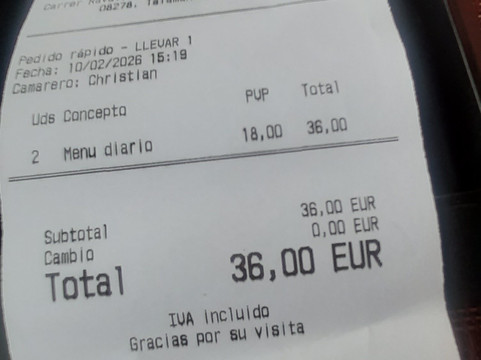 Carrer
08278,
Pedido rápido - LLEVAR 1
Fecha: 10/02/2026 15:19
Camarero: Christian
Uds Concepto PVP Total
2 Menu diario 18,00 36,00
Subtotal 36,00 EUR
Cambio 0,00 EUR
Total 36,00 EUR
IVA incluido
Gracias por su visita